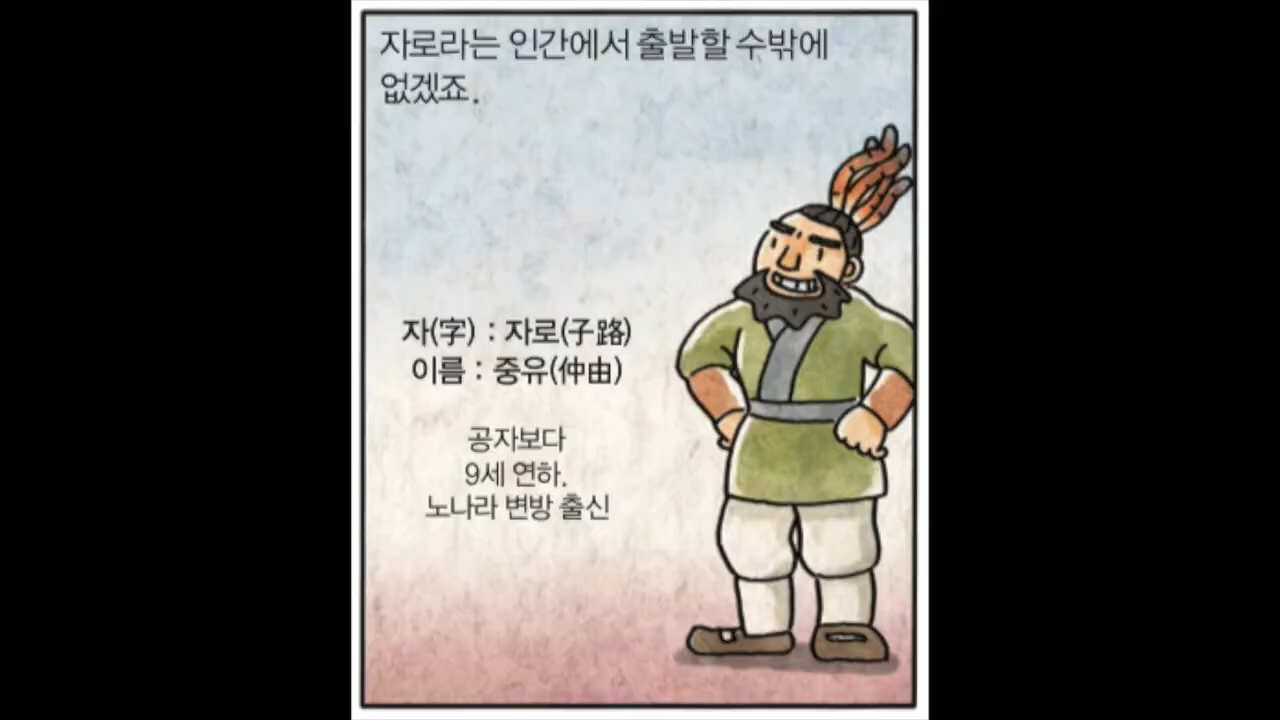 자로라는 인간에서 출발할 수밖에
없겠죠.
자(字) : 자로(子路)
이름 : 중유(仲由)
공자보다
9세 연하.
노나라 변방 출신